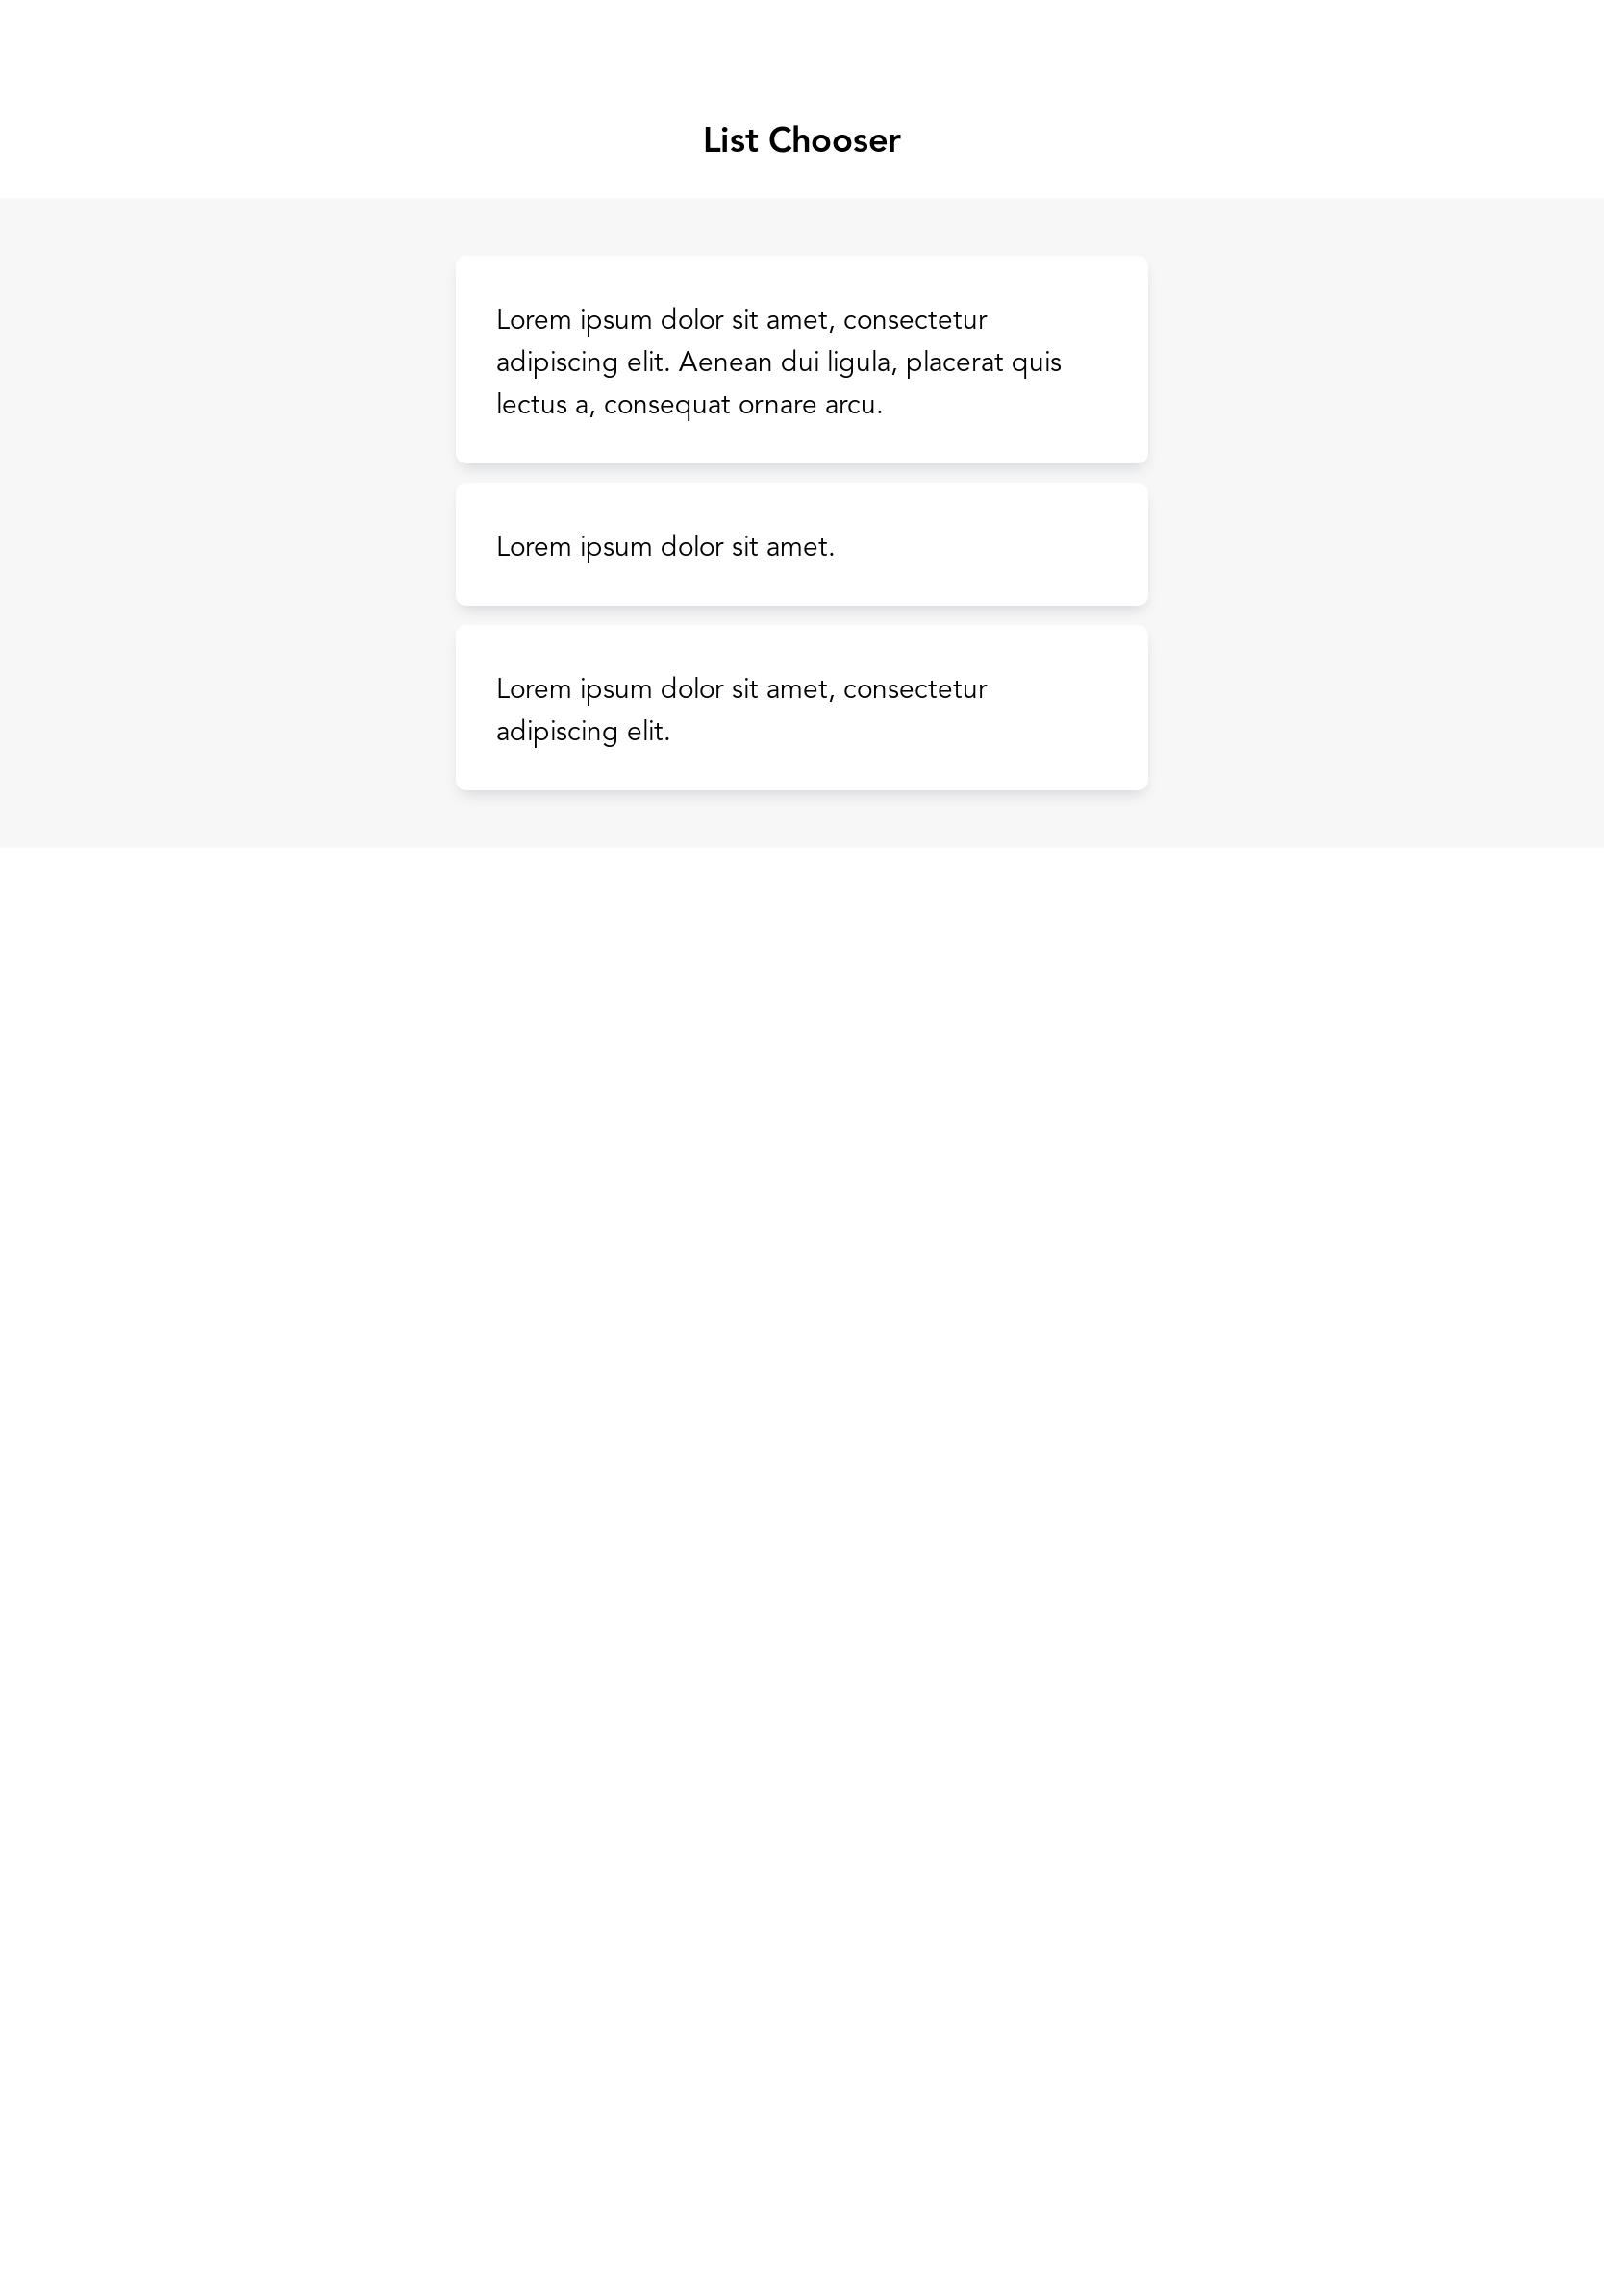 List Chooser
Lorem ipsum dolor sit amet, consectetur
adipiscing elit. Aenean dui ligula, placerat quis
lectus a, consequat ornare arcu.
Lorem ipsum dolor sit amet.
Lorem ipsum dolor sit amet, consectetur
adipiscing elit.